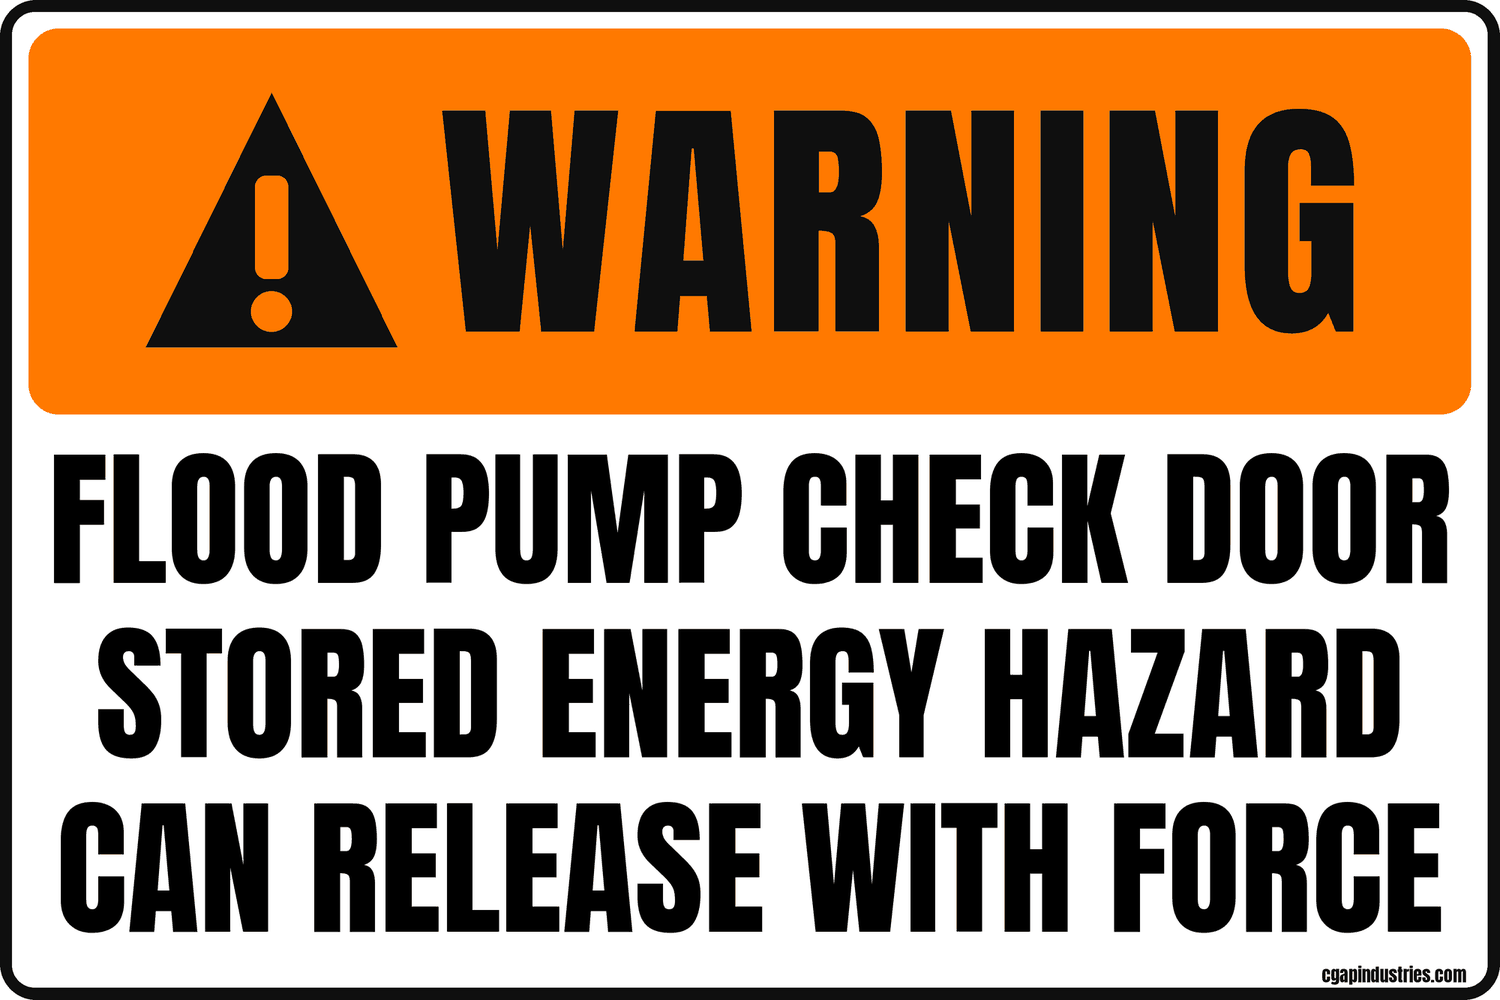 WARNING
FLOOD PUMP CHECK DOOR
STORED ENERGY HAZARD
CAN RELEASE WITH FORCE
cgapindustries.com